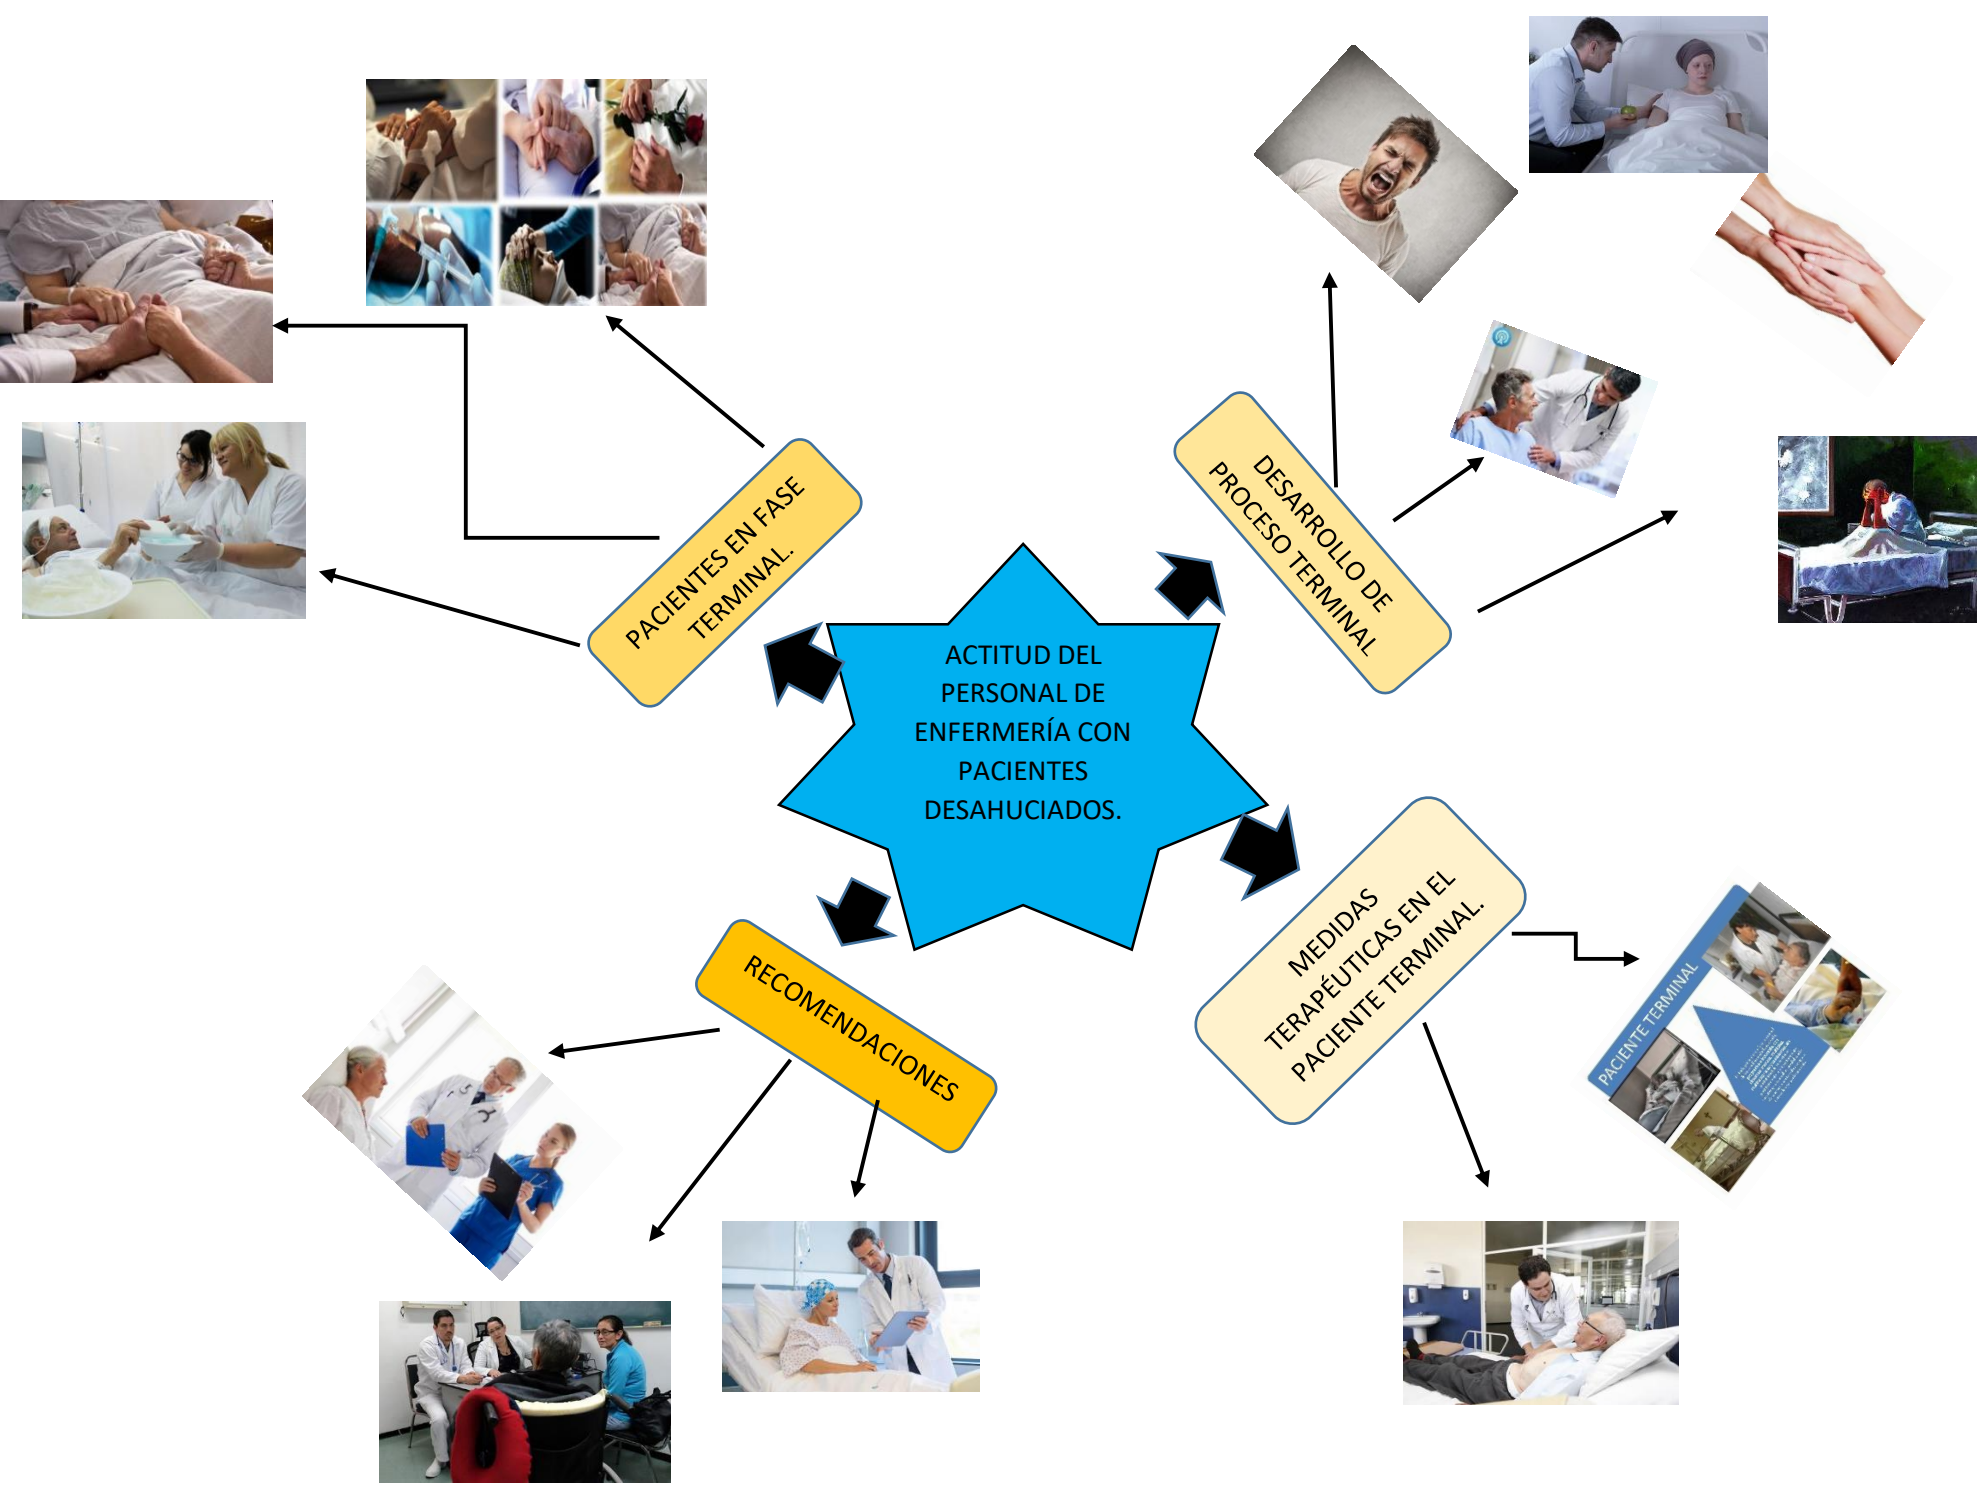 PACIENTES EN FASE
TERMINAL.
DESARROLLO DE
PROCESO TERMINAL
ACTITUD DEL
PERSONAL DE
ENFERMERÍA CON
PACIENTES
DESAHUCIADOS.
MEDIDAS
TERAPÉUTICAS EN EL
PACIENTE TERMINAL.
RECOMENDACIONES
PACIENTE TERMINAL